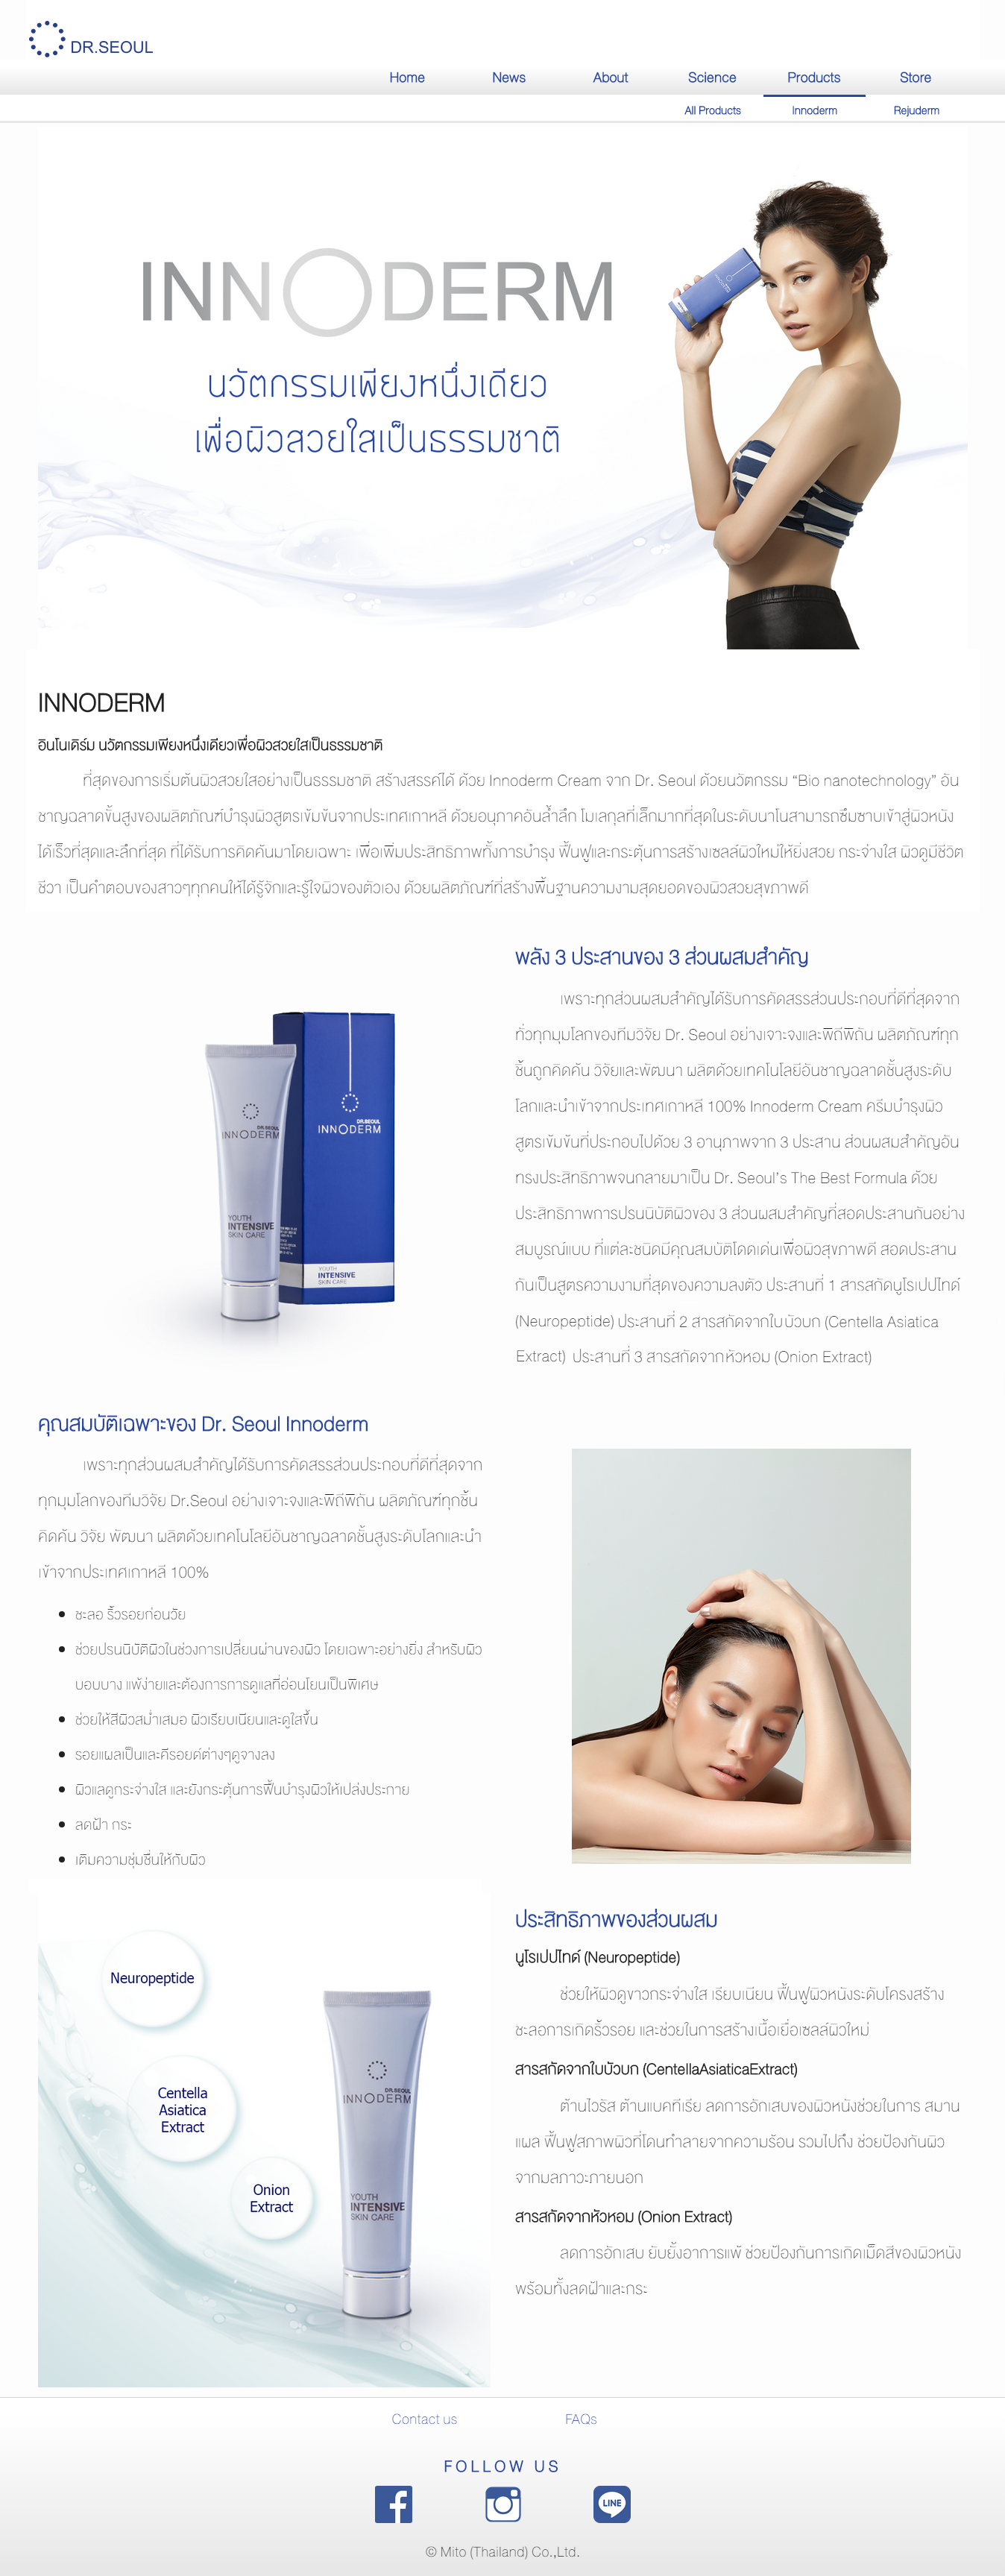 DR.SEOUL
Home News About Science Products Store
All Products Innoderm Rejuderm
INNODERM
นวัตกรรมเพียงหนึ่งเดียว
เพื่อผิวสวยใสเป็นธรรมชาติ
INNODERM
อินโนเดิร์ม นวัตกรรมเพียงหนึ่งเดียวเพื่อผิวสวยใสเป็นธรรมชาติ
ที่สุดของการเริ่มต้นผิวสวยใสอย่างเป็นธรรมชาติ สร้างสรรค์ได้ ด้วย Innoderm Cream จาก Dr. Seoul ด้วยนวัตกรรม “Bio nanotechnology” อัน
ชาญฉลาดขั้นสูงของผลิตภัณฑ์บำรุงผิวสูตรเข้มข้นจากประเทศเกาหลี ด้วยอนุภาคอันล้ำลึก โมเลกุลที่เล็กมากที่สุดในระดับนาโนสามารถซึมซาบเข้าสู่ผิวหนัง
ได้เร็วที่สุดและลึกที่สุด ที่ได้รับการคิดค้นมาโดยเฉพาะ เพื่อเพิ่มประสิทธิภาพทั้งการบำรุง ฟื้นฟูและกระตุ้นการสร้างเซลล์ผิวใหม่ให้ยิ่งสวย กระจ่างใส ผิวดูมีชีวิต
ชีวา เป็นคำตอบของสาวๆทุกคนให้ได้รู้จักและรู้ใจผิวของตัวเอง ด้วยผลิตภัณฑ์ที่สร้างพื้นฐานความงามสุดยอดของผิวสวยสุขภาพดี
พลัง 3 ประสานของ 3 ส่วนผสมสำคัญ
เพราะทุกส่วนผสมสำคัญได้รับการคัดสรรส่วนประกอบที่ดีที่สุดจาก
ทั่วทุกมุมโลกของทีมวิจัย Dr. Seoul อย่างเจาะจงและพิถีพิถัน ผลิตภัณฑ์ทุก
ชิ้นถูกคิดค้น วิจัยและพัฒนา ผลิตด้วยเทคโนโลยีอันชาญฉลาดชั้นสูงระดับ
โลกและนำเข้าจากประเทศเกาหลี 100% Innoderm Cream ครีมบำรุงผิว
สูตรเข้มข้นที่ประกอบไปด้วย 3 อานุภาพจาก 3 ประสาน ส่วนผสมสำคัญอัน
ทรงประสิทธิภาพจนกลายมาเป็น Dr. Seoul's The Best Formula ด้วย
ประสิทธิภาพการปรนนิบัติผิวของ 3 ส่วนผสมสำคัญที่สอดประสานกันอย่าง
สมบูรณ์แบบ ที่แต่ละชนิดมีคุณสมบัติโดดเด่นเพื่อผิวสุขภาพดี สอดประสาน
กันเป็นสูตรความงามที่สุดของความลงตัว ประสานที่ 1 สารสกัดนูโรเปปไทด์
(Neuropeptide) ประสานที่ 2 สารสกัดจากใบบัวบก (Centella Asiatica
Extract) ประสานที่ 3 สารสกัดจากหัวหอม (Onion Extract)
DR.SEOUL
INNODERM
YOUTH
INTENSIVE
SKIN CARE
DR.SEOUL
INNODERM
YOUTH
INTENSIVE
SKIN CARE
คุณสมบัติเฉพาะของ Dr. Seoul Innoderm
เพราะทุกส่วนผสมสำคัญได้รับการคัดสรรส่วนประกอบที่ดีที่สุดจาก
ทุกมุมโลกของทีมวิจัย Dr.Seoul อย่างเจาะจงและพิถีพิถัน ผลิตภัณฑ์ทุกชิ้น
คิดค้น วิจัย พัฒนา ผลิตด้วยเทคโนโลยีอันชาญฉลาดชั้นสูงระดับโลกและนำ
เข้าจากประเทศเกาหลี 100%
ชะลอ ริ้วรอยก่อนวัย
ช่วยปรนนิบัติผิวในช่วงการเปลี่ยนผ่านของผิว โดยเฉพาะอย่างยิ่ง สำหรับผิว
บอบบาง แพ้ง่ายและต้องการการดูแลที่อ่อนโยนเป็นพิเศษ
ช่วยให้สีผิวสม่ำเสมอ ผิวเรียบเนียนและดูใสขึ้น
รอยแผลเป็นและคีรอยด์ต่างๆดูจางลง
ผิวแลดูกระจ่างใส และยังกระตุ้นการฟื้นบำรุงผิวให้เปล่งประกาย
ลดฝ้า กระ
เติมความชุ่มชื่นให้กับผิว
Neuropeptide
Centella
Asiatica
Extract
Onion
Extract
DR.SEOUL
INNODERM
YOUTH
INTENSIVE
SKIN CARE
ประสิทธิภาพของส่วนผสม
นูโรเปปไทด์ (Neuropeptide)
ช่วยให้ผิวดูขาวกระจ่างใส เรียบเนียน ฟื้นฟูผิวหนังระดับโครงสร้าง
ชะลอการเกิดริ้วรอย และช่วยในการสร้างเนื้อเยื่อเซลล์ผิวใหม่
สารสกัดจากใบบัวบก (CentellaAsiaticaExtract)
ต้านไวรัส ต้านแบคทีเรีย ลดการอักเสบของผิวหนังช่วยในการ สมาน
แผล ฟื้นฟูสภาพผิวที่โดนทำลายจากความร้อน รวมไปถึง ช่วยป้องกันผิว
จากมลภาวะภายนอก
สารสกัดจากหัวหอม (Onion Extract)
ลดการอักเสบ ยับยั้งอาการแพ้ ช่วยป้องกันการเกิดเม็ดสีของผิวหนัง
พร้อมทั้งลดฝ้าและกระ
Contact us FAQs
FOLLOW US
LINE
© Mito (Thailand) Co.,Ltd.